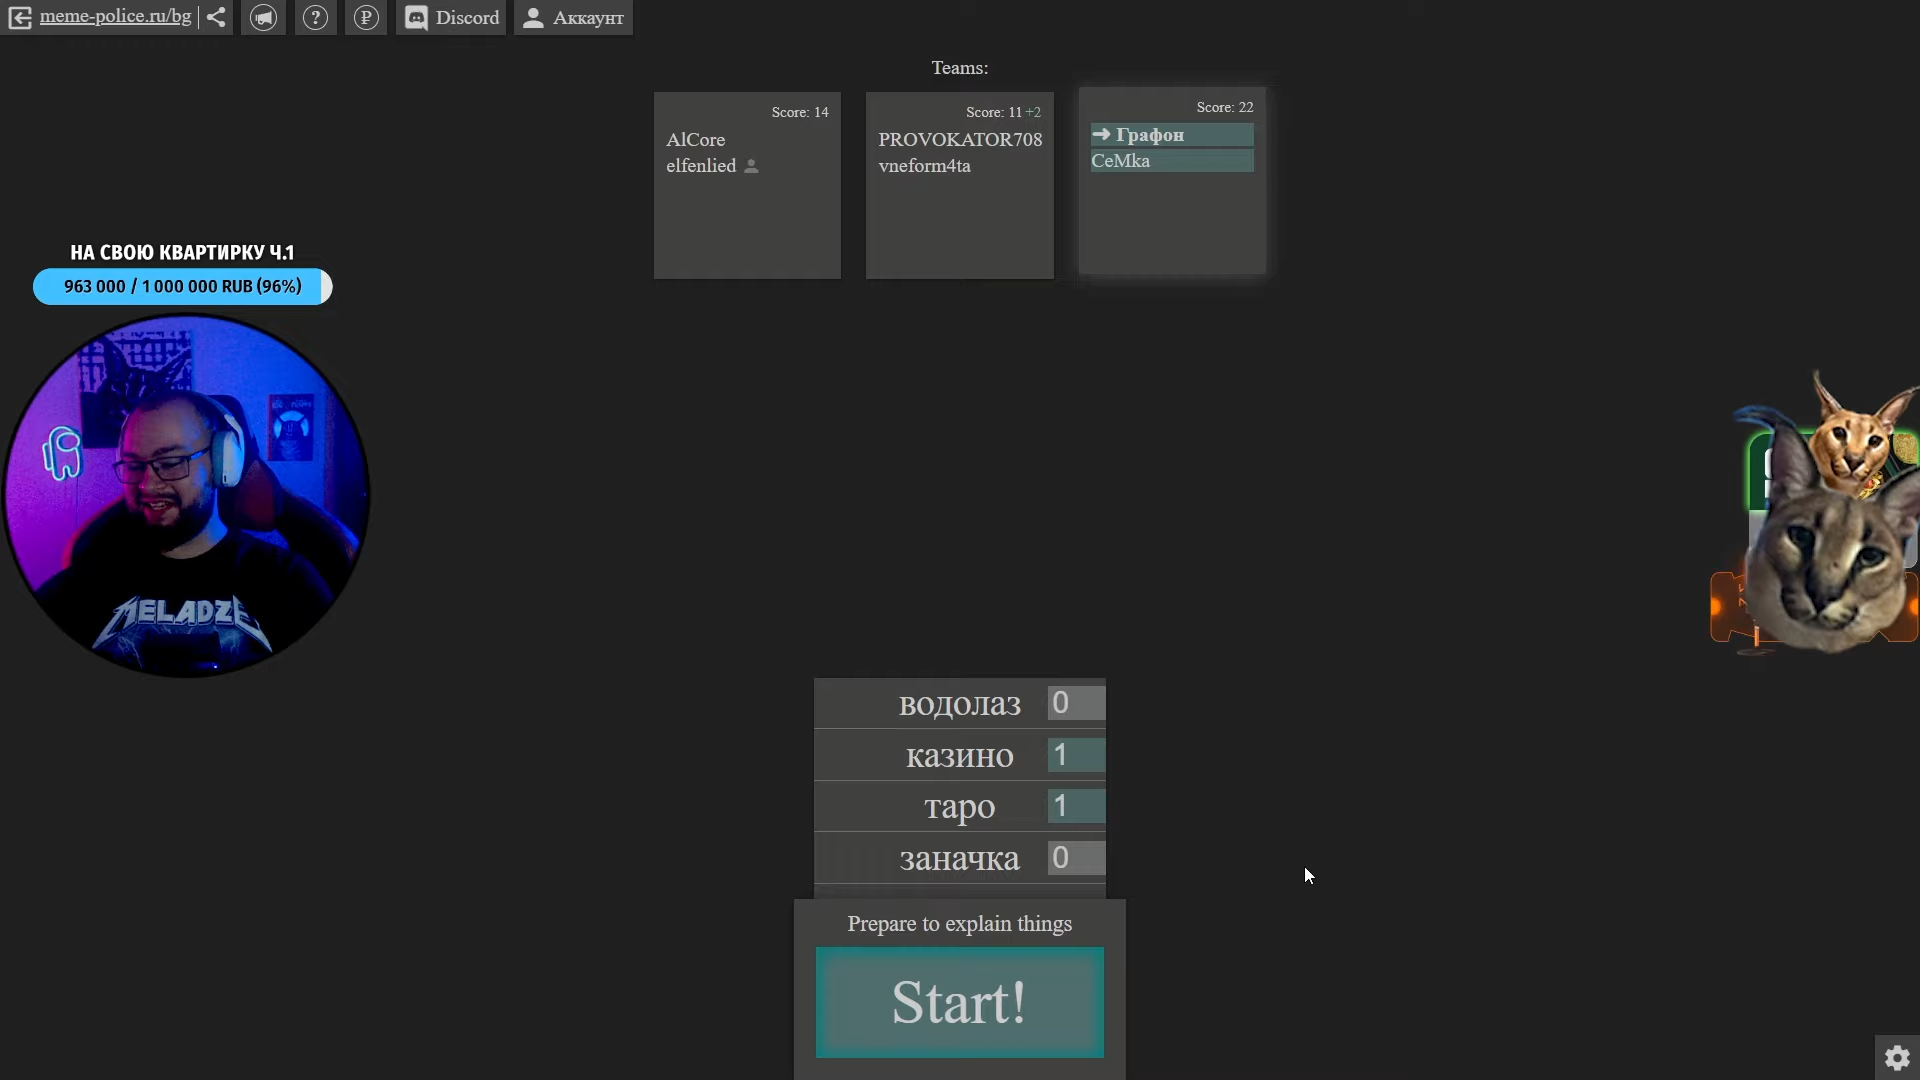 meme-police.ru/bg
?
₽
Discord
Аккаунт
Teams:
Score: 14
AlCore
elfenlied
Score: 11 +2
PROVOKATOR708
vneform4ta
Score: 22
➜ Графон
CeMka
НА СВОЮ КВАРТИРКУ Ч.1
963 000 / 1 000 000 RUB (96%)
MELADZE
водолаз 0
казино 1
таро 1
заначка 0
Prepare to explain things
Start!